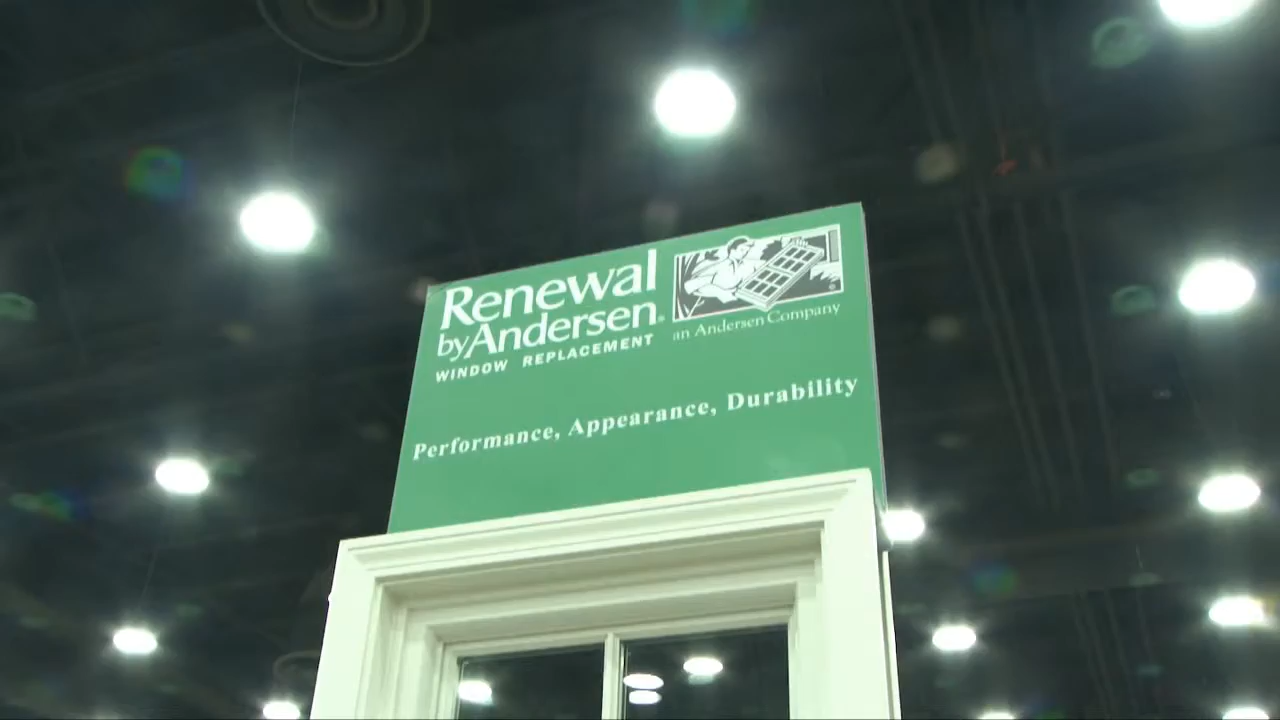 Renewal
by Andersen®
WINDOW REPLACEMENT
an Andersen Company
Performance, Appearance, Durability